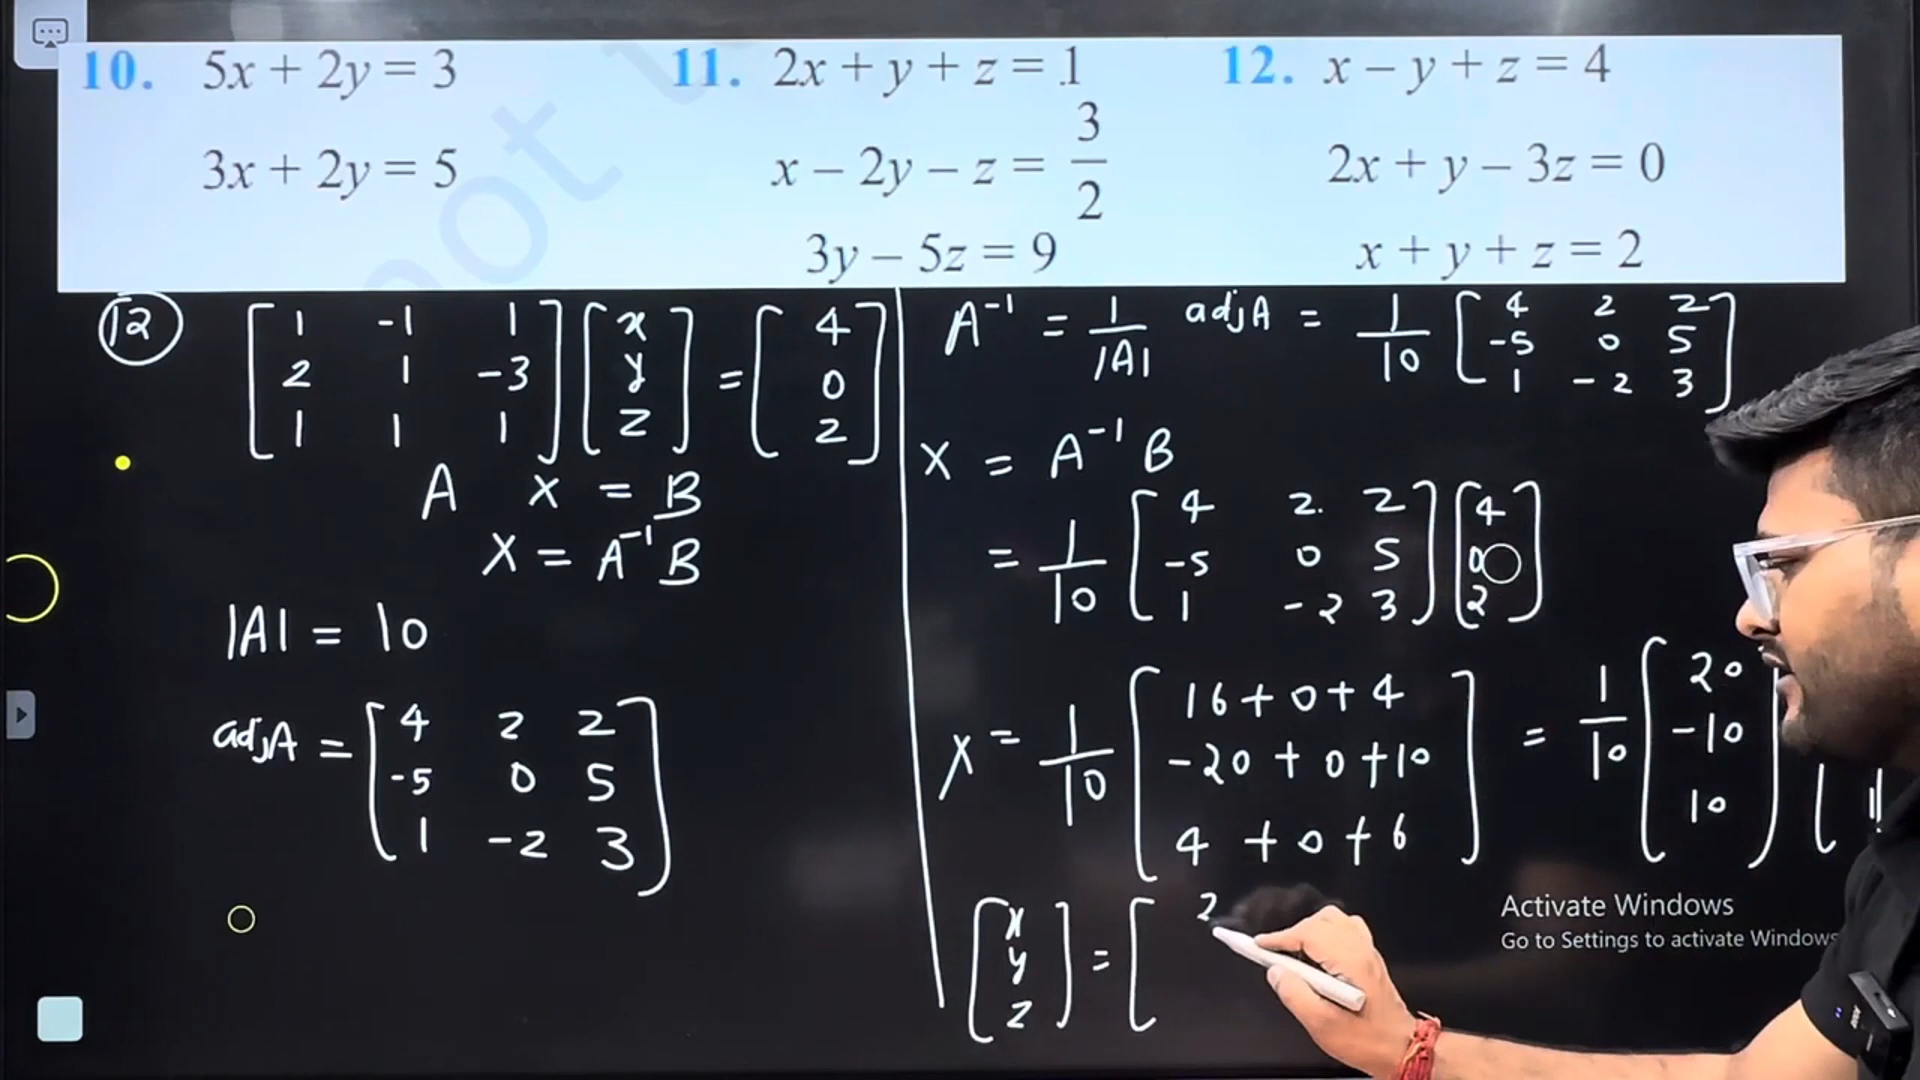 10. 5x + 2y = 3
3x + 2y = 5
11. 2x + y + z = 1
x – 2y – z = 3/2
3y – 5z = 9
12. x – y + z = 4
2x + y – 3z = 0
x + y + z = 2
not
12
[1 -1 1] [x] = [4]
[2 1 -3] [y] [0]
[1 1 1] [z] [2]
A X = B
X = A⁻¹B
|A| = 10
adjA = [4 2 2]
[-5 0 5]
[1 -2 3]
A⁻¹ = 1/|A| adjA = 1/10 [4 2 2]
[-5 0 5]
[1 -2 3]
X = A⁻¹B
= 1/10 [4 2. 2] [4]
[-5 0 5] [0]
[1 -2 3] [2]
X = 1/10 [16 + 0 + 4] = 1/10 [20]
[-20 + 0 + 10] [-10]
[4 + 0 + 6] [10]
[x] = [2
[y]
[z]
Activate Windows
Go to Settings to activate Windows